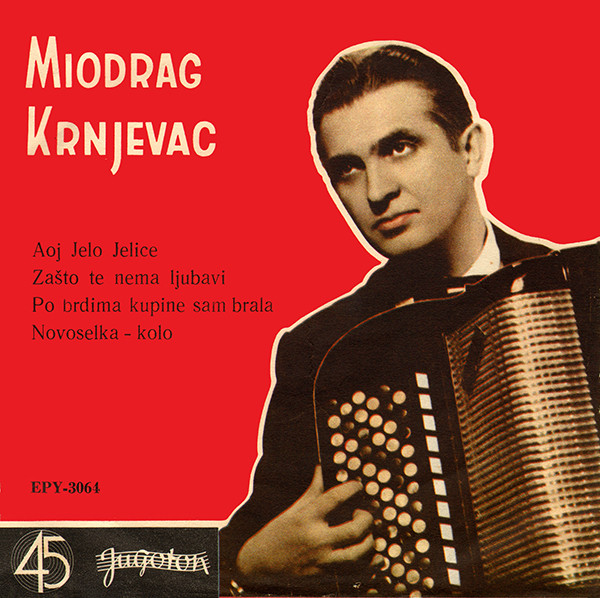 MIODRAG
KRNJEVAC
Aoj Jelo Jelice
Zašto te nema ljubavi
Po brdima kupine sam brala
Novoselka - kolo
EPY-3064
45
Jugoton